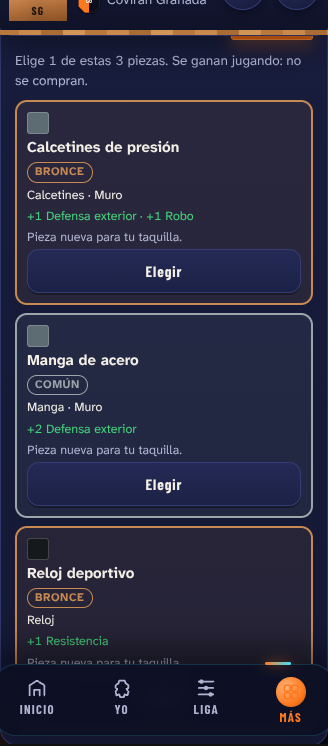 SG
Coviran Granada
Elige 1 de estas 3 piezas. Se ganan jugando: no
se compran.
Calcetines de presión
BRONCE
Calcetines · Muro
+1 Defensa exterior · +1 Robo
Pieza nueva para tu taquilla.
Elegir
Manga de acero
COMÚN
Manga · Muro
+2 Defensa exterior
Pieza nueva para tu taquilla.
Elegir
Reloj deportivo
BRONCE
Reloj
+1 Resistencia
Pieza nueva para tu taquilla.
INICIO
YO
LIGA
MÁS